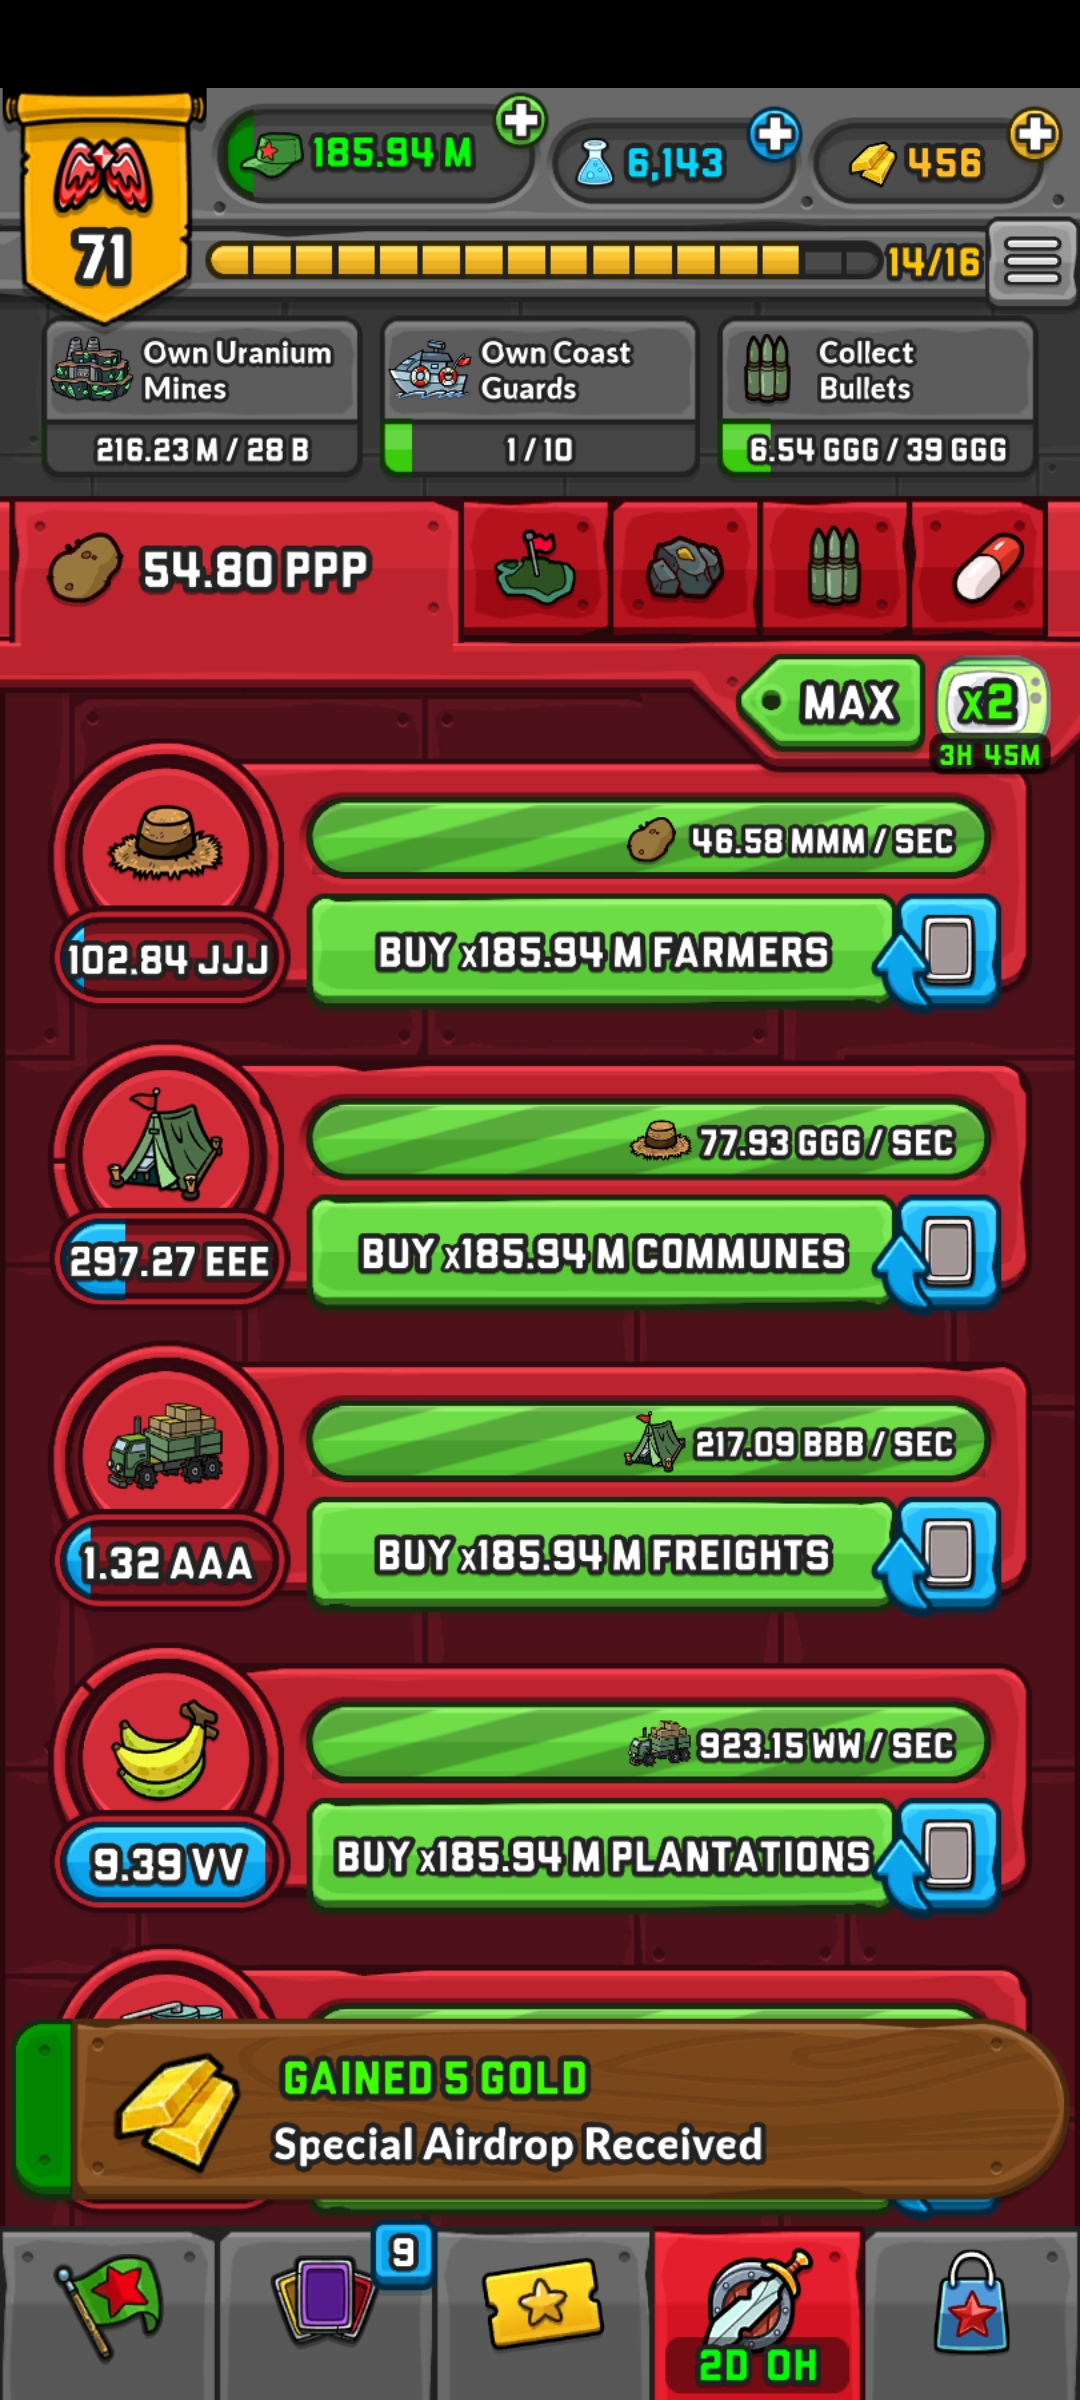 71
185.94 M
6,143
456
14/16
Own Uranium
Mines
216.23 M / 28 B
Own Coast
Guards
1 / 10
Collect
Bullets
6.54 GGG / 39 GGG
54.80 PPP
MAX
x2
3H 45M
46.58 MMM / SEC
102.84 JJJ
BUY x185.94 M FARMERS
77.93 GGG / SEC
297.27 EEE
BUY x185.94 M COMMUNES
217.09 BBB / SEC
1.32 AAA
BUY x185.94 M FREIGHTS
923.15 WW / SEC
9.39 VV
BUY x185.94 M PLANTATIONS
GAINED 5 GOLD
Special Airdrop Received
9
2D 0H